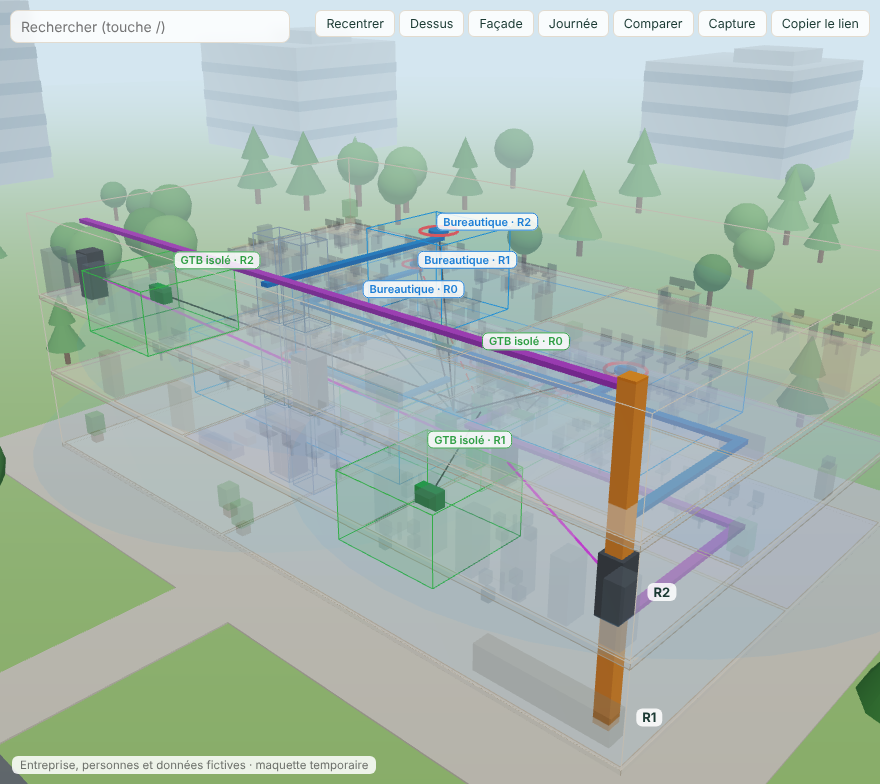 Rechercher (touche /)
Recentrer
Dessus
Façade
Journée
Comparer
Capture
Copier le lien
Bureautique · R2
GTB isolé · R2
Bureautique · R1
Bureautique · R0
GTB isolé · R0
GTB isolé · R1
R2
R1
Entreprise, personnes et données fictives · maquette temporaire